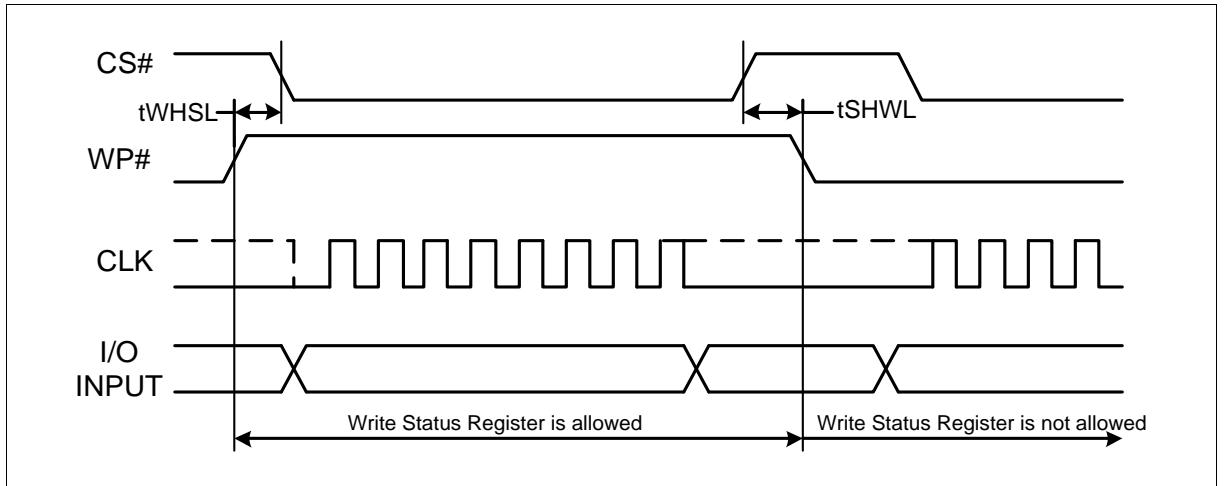 CS#
tWHSL
tSHWL
WP#
CLK
I/O
INPUT
Write Status Register is allowed
Write Status Register is not allowed